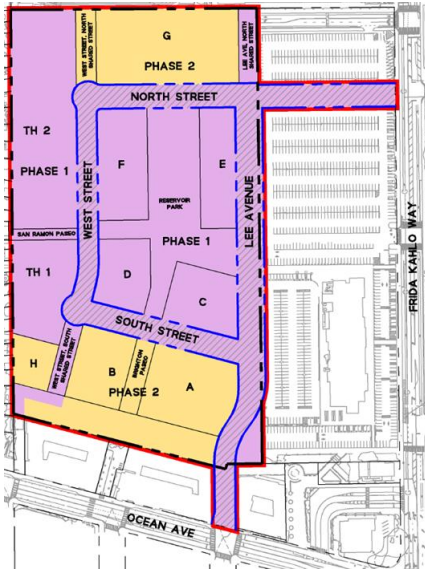 WEST STREET, NORTH
SHARED STREET
G
PHASE 2
LEE AVE, NORTH
SHARED STREET
NORTH STREET
TH 2
PHASE 1
WEST STREET
F
RESERVOIR
PARK
E
LEE AVENUE
FRIDA KAHLO WAY
SAN RAMON PASEO
PHASE 1
TH 1
D
C
SOUTH STREET
H
WEST STREET, SOUTH
SHARED STREET
B
BRIGHTON
PASEO
A
PHASE 2
OCEAN AVE